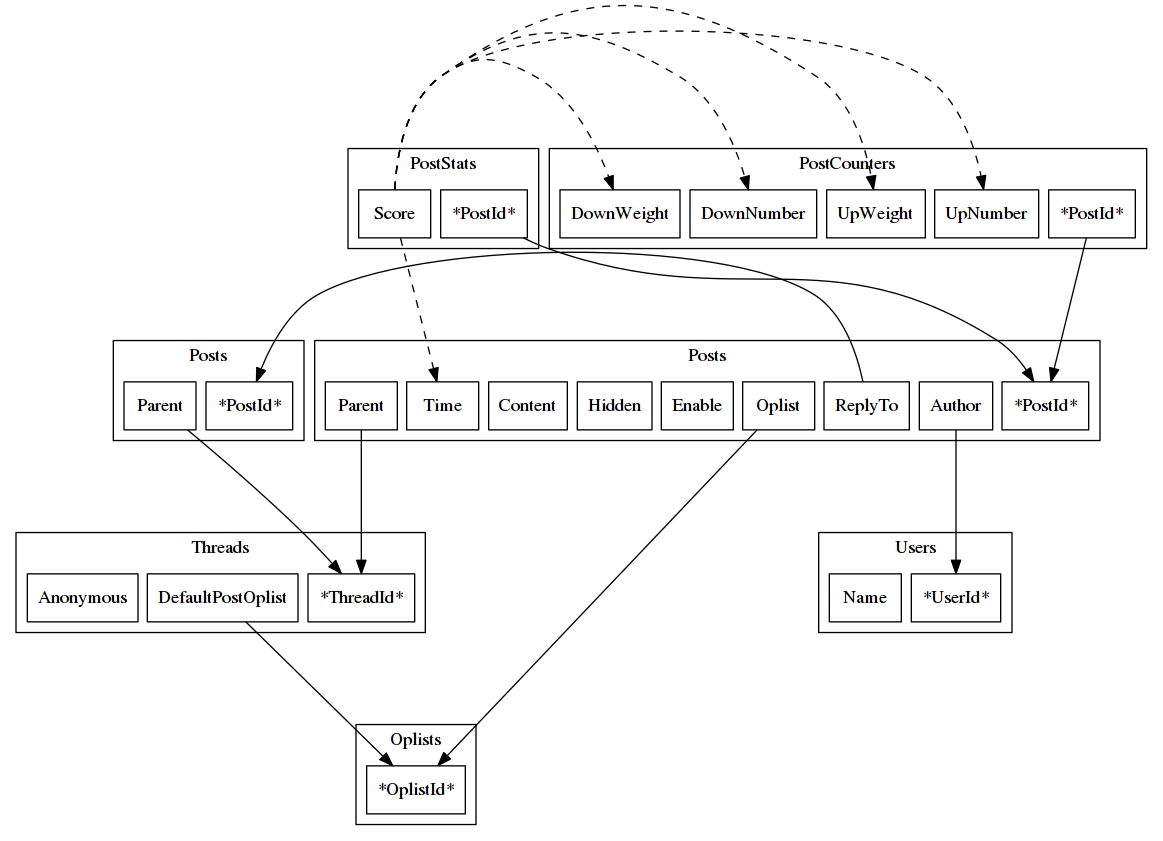 PostStats
PostCounters
Score
*PostId*
DownWeight
DownNumber
UpWeight
UpNumber
*PostId*
Posts
Posts
Parent
*PostId*
Parent
Time
Content
Hidden
Enable
Oplist
ReplyTo
Author
*PostId*
Threads
Users
Anonymous
DefaultPostOplist
*ThreadId*
Name
*UserId*
Oplists
*OplistId*